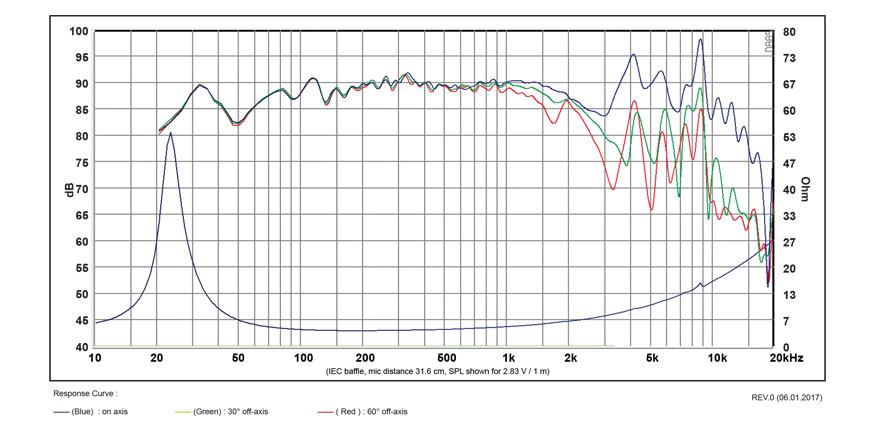 100 80
95 73
90 67
85 60
80 53
75 47
70 40
65 33
60 27
55 20
50 13
45 7
40 0
dB
Ohm
DAAS
10 20 50 100 200 500 1k 2k 5k 10k 20kHz
(IEC baffle, mic distance 31.6 cm, SPL shown for 2.83 V / 1 m)
Response Curve :
REV.0 (06.01.2017)
(Blue) : on axis (Green) : 30° off-axis ( Red ) : 60° off-axis